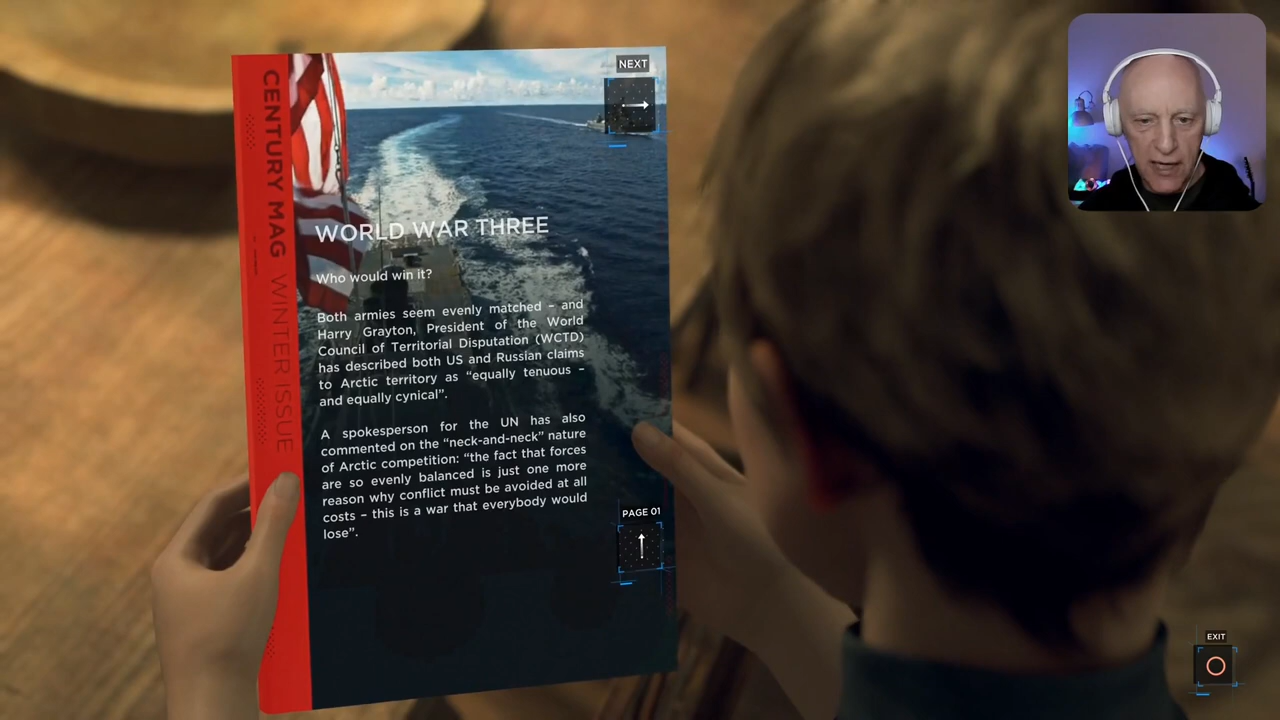 CENTURY MAG WINTER ISSUE
NEXT
WORLD WAR THREE
Who would win it?
Both armies seem evenly matched – and
Harry Grayton, President of the World
Council of Territorial Disputation (WCTD)
has described both US and Russian claims
to Arctic territory as “equally tenuous –
and equally cynical”.
A spokesperson for the UN has also
commented on the “neck-and-neck” nature
of Arctic competition: “the fact that forces
are so evenly balanced is just one more
reason why conflict must be avoided at all
costs – this is a war that everybody would
lose”.
PAGE 01
EXIT